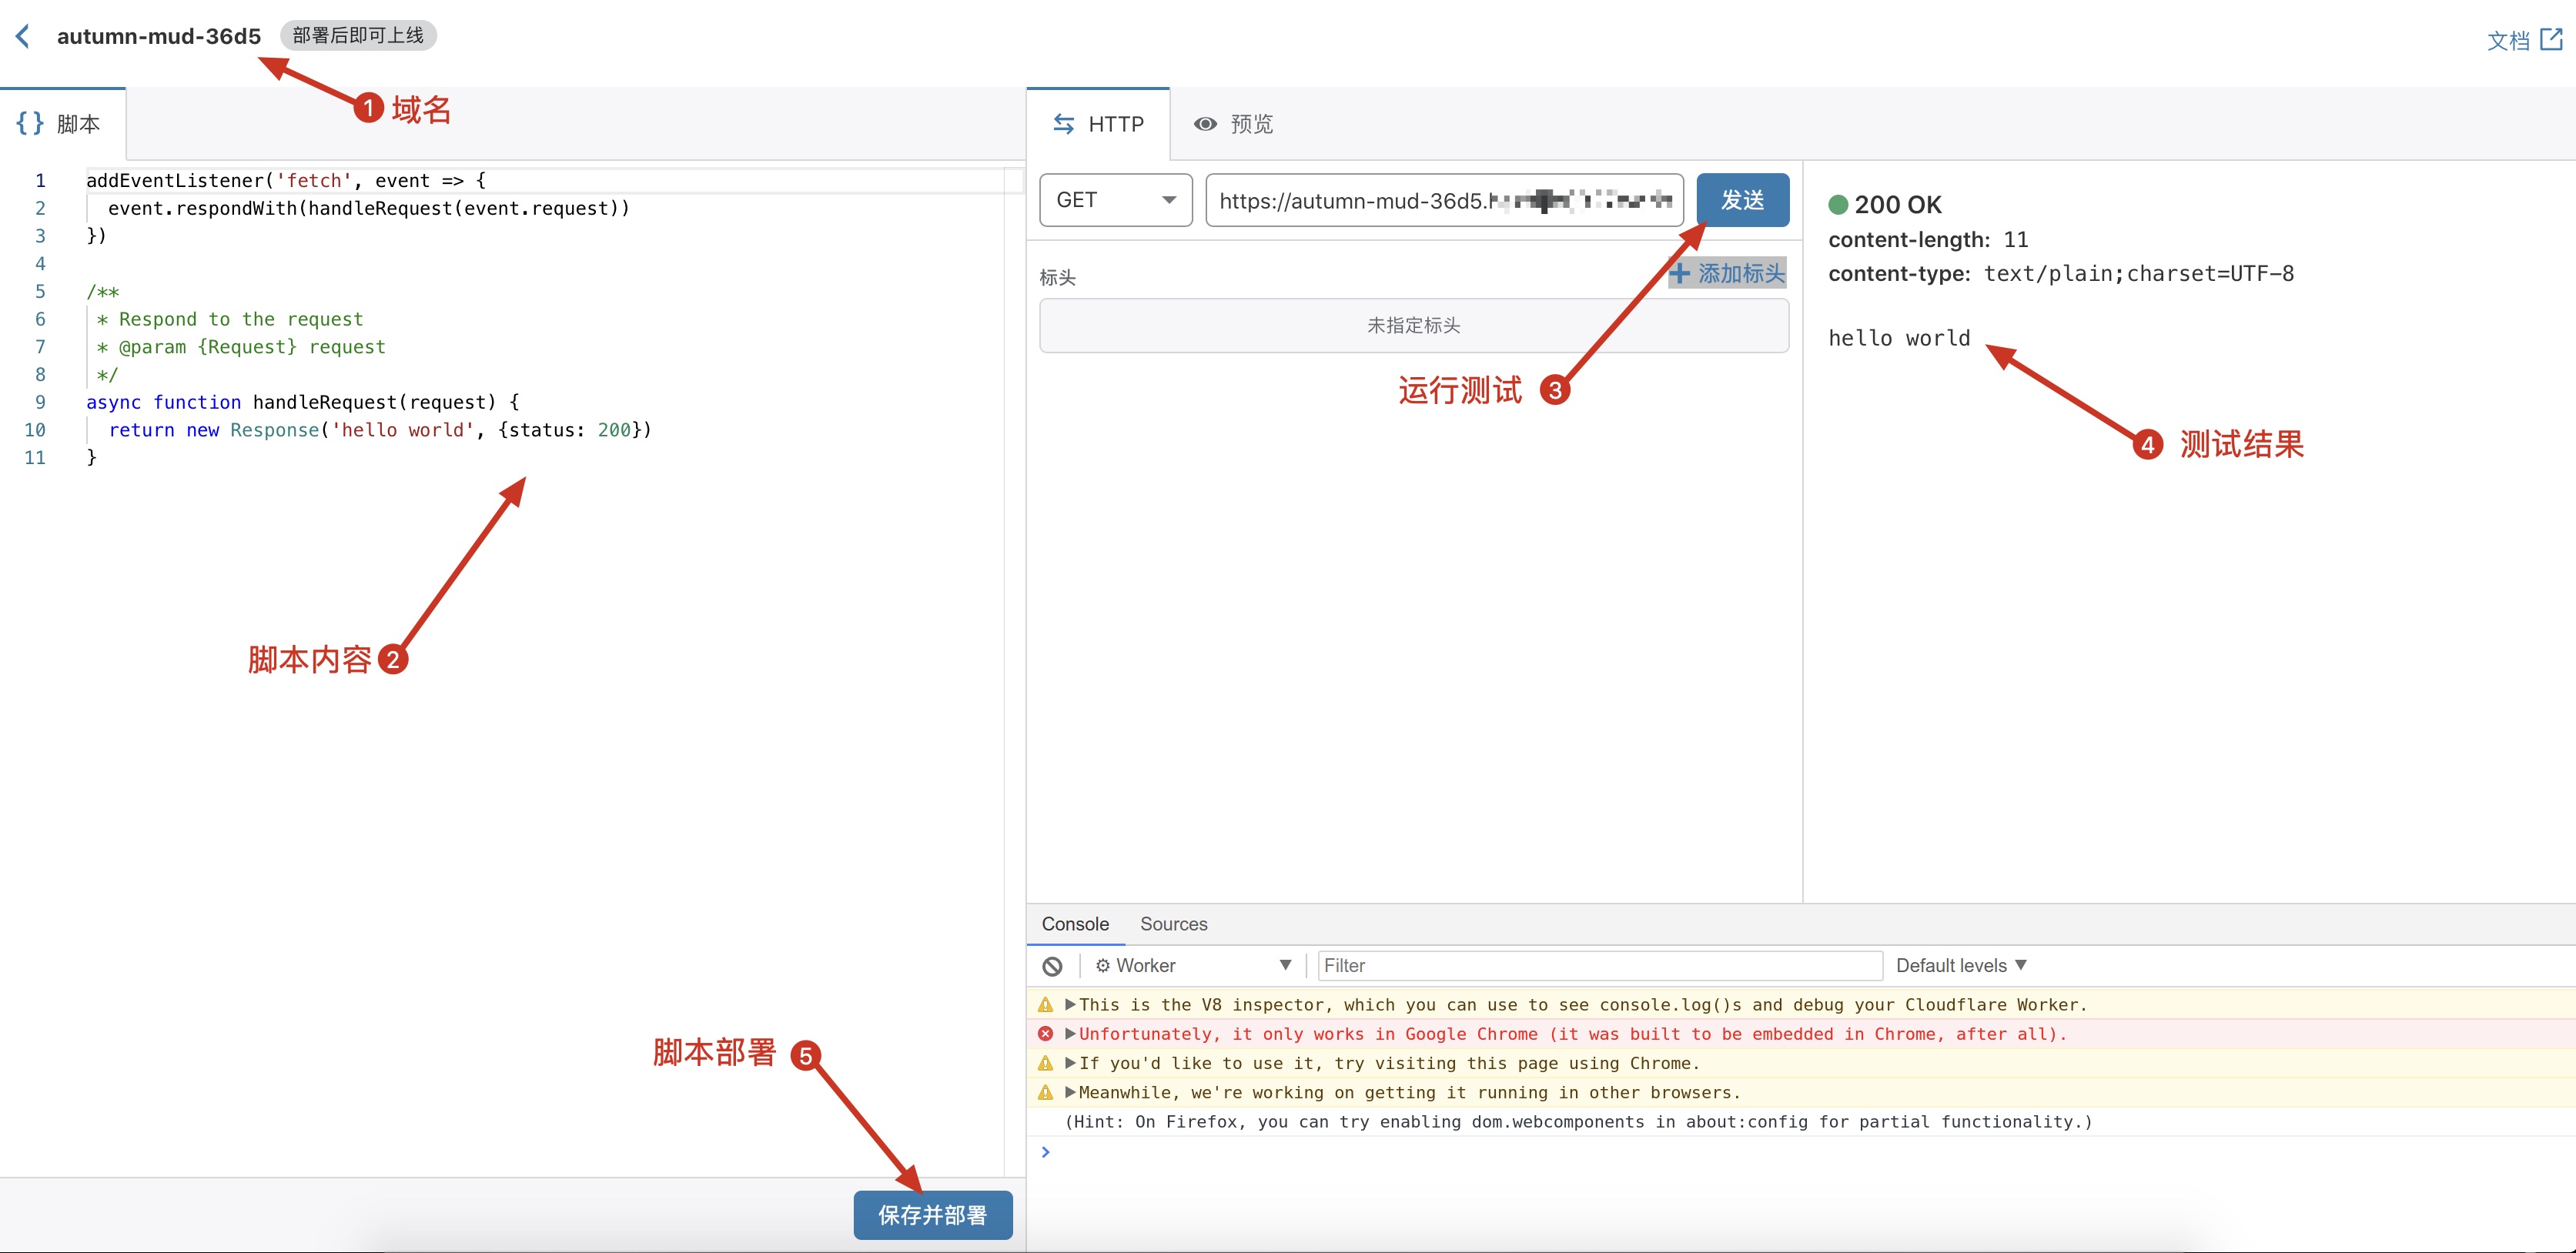 autumn-mud-36d5 部署后即可上线
文档
1 域名
{} 脚本
1 addEventListener('fetch', event => {
2 event.respondWith(handleRequest(event.request))
3 })
4
5 /**
6 * Respond to the request
7 * @param {Request} request
8 */
9 async function handleRequest(request) {
10 return new Response('hello world', {status: 200})
11 }
脚本内容 2
脚本部署 5
保存并部署
HTTP 预览
GET https://autumn-mud-36d5. 发送
标头 + 添加标头
未指定标头
运行测试 3
200 OK
content-length: 11
content-type: text/plain;charset=UTF-8
hello world
4 测试结果
Console Sources
Worker Filter Default levels
This is the V8 inspector, which you can use to see console.log()s and debug your Cloudflare Worker.
Unfortunately, it only works in Google Chrome (it was built to be embedded in Chrome, after all).
If you'd like to use it, try visiting this page using Chrome.
Meanwhile, we're working on getting it running in other browsers.
(Hint: On Firefox, you can try enabling dom.webcomponents in about:config for partial functionality.)